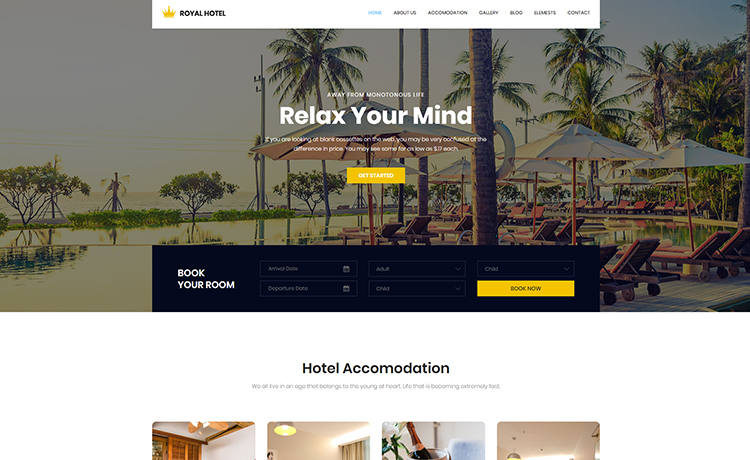 ROYAL HOTEL
HOME ABOUT US ACCOMODATION GALLERY BLOG ELEMENTS CONTACT
AWAY FROM MONOTONOUS LIFE
Relax Your Mind
If you are looking at blank cassettes on the web, you may be very confused at the
difference in price. You may see some for as low as $.17 each.
GET STARTED
BOOK
YOUR ROOM
Arrival Date
Departure Date
Adult
Child
Child
BOOK NOW
Hotel Accomodation
We all live in an age that belongs to the young at heart. Life that is becoming extremely fast,